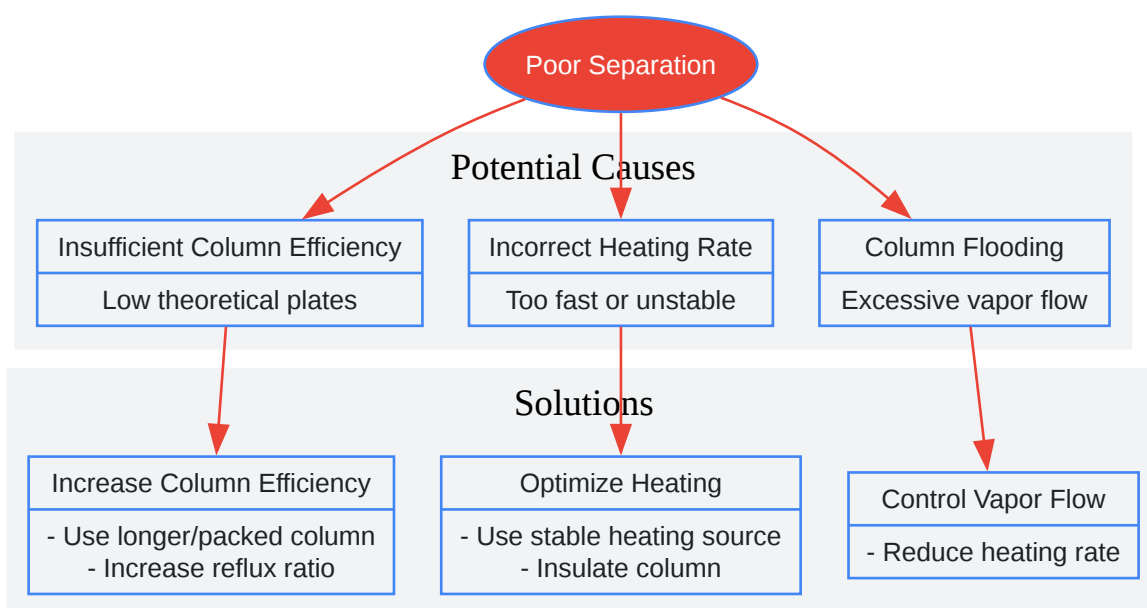 Poor Separation
Potential Causes
Insufficient Column Efficiency
Low theoretical plates
Incorrect Heating Rate
Too fast or unstable
Column Flooding
Excessive vapor flow
Solutions
Increase Column Efficiency
- Use longer/packed column
- Increase reflux ratio
Optimize Heating
- Use stable heating source
- Insulate column
Control Vapor Flow
- Reduce heating rate